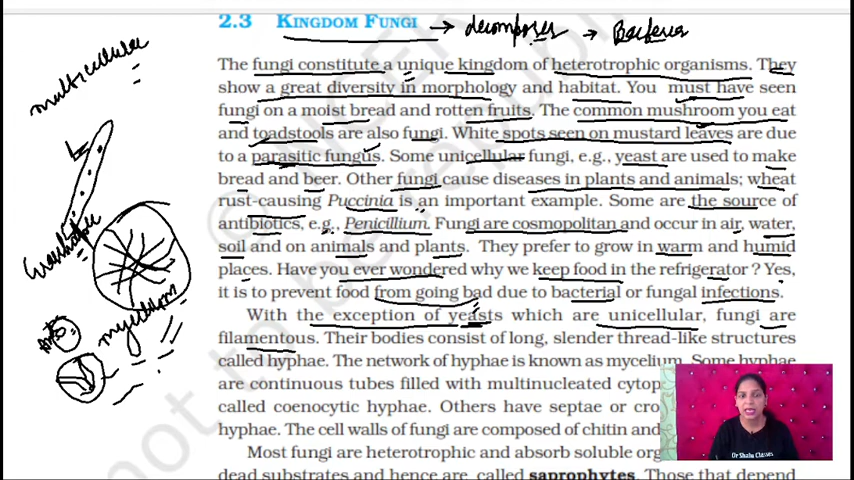 2.3 KINGDOM FUNGI → decomposers → Bacteria
multicellular
The fungi constitute a unique kingdom of heterotrophic organisms. They
show a great diversity in morphology and habitat. You must have seen
fungi on a moist bread and rotten fruits. The common mushroom you eat
and toadstools are also fungi. White spots seen on mustard leaves are due
to a parasitic fungus. Some unicellular fungi, e.g., yeast are used to make
bread and beer. Other fungi cause diseases in plants and animals; wheat
rust-causing Puccinia is an important example. Some are the source of
antibiotics, e.g., Penicillium. Fungi are cosmopolitan and occur in air, water,
soil and on animals and plants. They prefer to grow in warm and humid
places. Have you ever wondered why we keep food in the refrigerator ? Yes,
it is to prevent food from going bad due to bacterial or fungal infections.
mycelium
With the exception of yeasts which are unicellular, fungi are
filamentous. Their bodies consist of long, slender thread-like structures
called hyphae. The network of hyphae is known as mycelium. Some hyphae
are continuous tubes filled with multinucleated cytop
called coenocytic hyphae. Others have septae or cro
hyphae. The cell walls of fungi are composed of chitin and
Most fungi are heterotrophic and absorb soluble org
dead substrates and hence are called saprophytes. Those that depend
Dr Shaba Classes